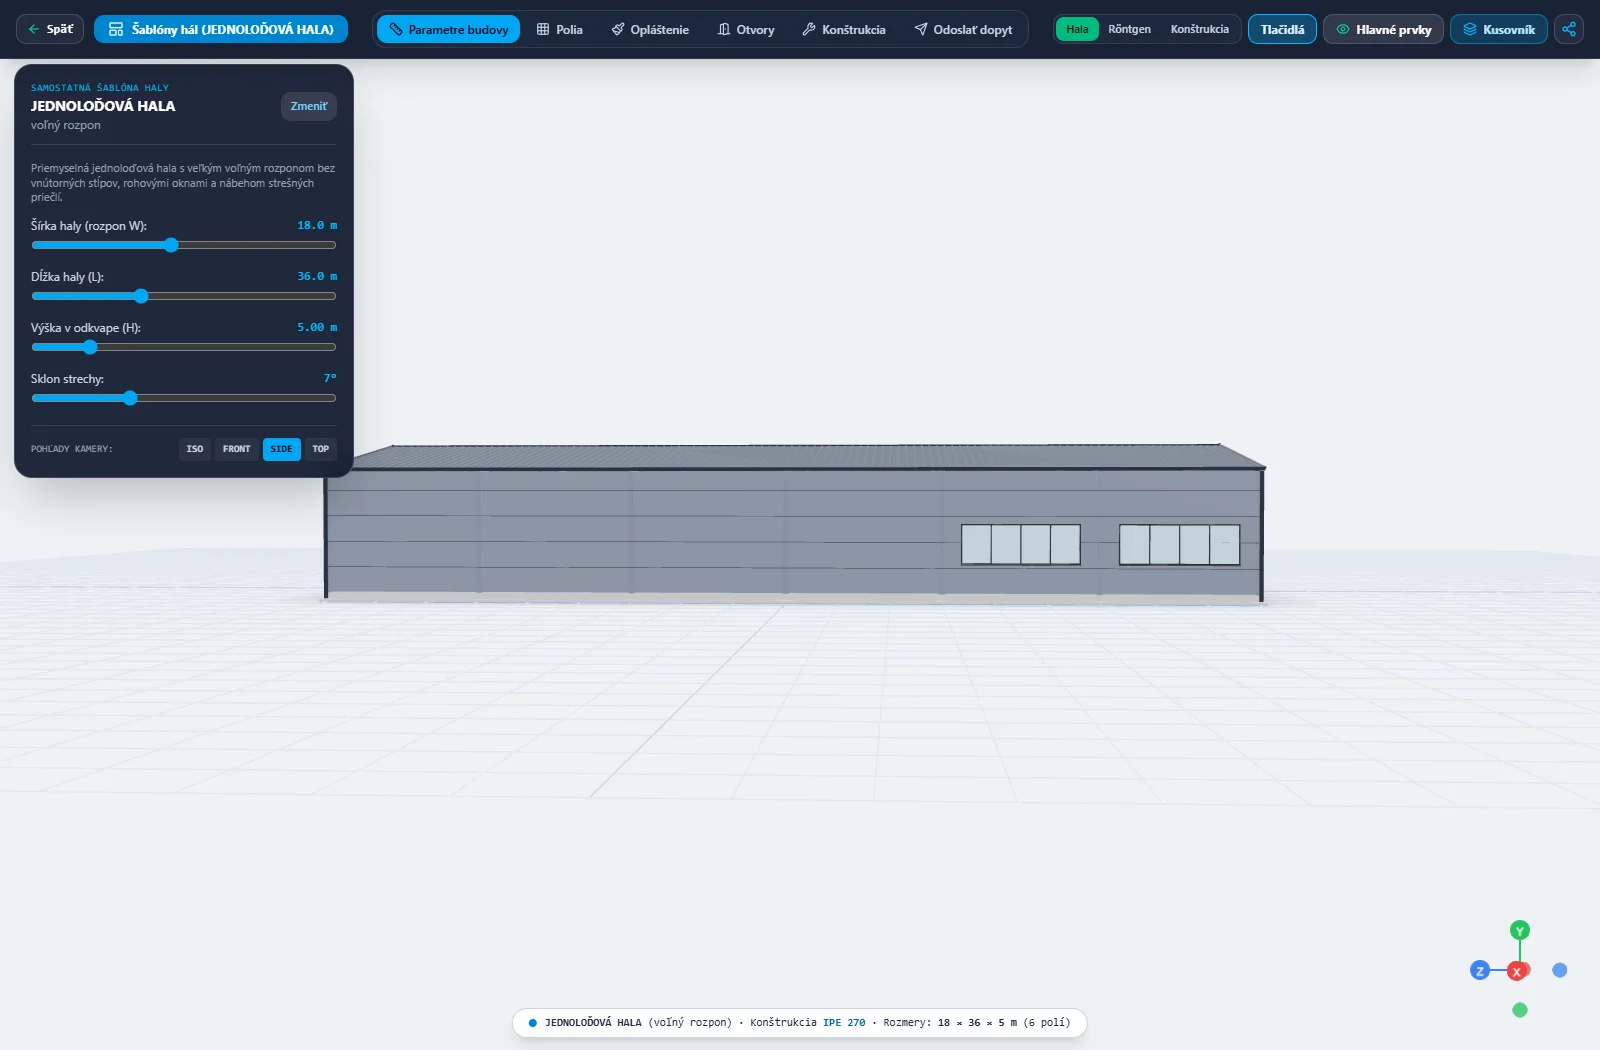 Späť
Šablóny hál (JEDNOLOĎOVÁ HALA)
Parametre budovy
Polia
Opláštenie
Otvory
Konštrukcia
Odoslať dopyt
Hala
Röntgen
Konštrukcia
Tlačidlá
Hlavné prvky
Kusovník
SAMOSTATNÁ ŠABLÓNA HALY
JEDNOLOĎOVÁ HALA
voľný rozpon
Zmeniť
Priemyselná jednoloďová hala s veľkým voľným rozponom bez
vnútorných stĺpov, rohovými oknami a nábehom strešných
priečlí.
Šírka haly (rozpon W):
18.0 m
Dĺžka haly (L):
36.0 m
Výška v odkvape (H):
5.00 m
Sklon strechy:
7°
POHĽADY KAMERY:
ISO
FRONT
SIDE
TOP
Y
Z
X
JEDNOLOĎOVÁ HALA (voľný rozpon) · Konštrukcia IPE 270 · Rozmery: 18 × 36 × 5 m (6 polí)